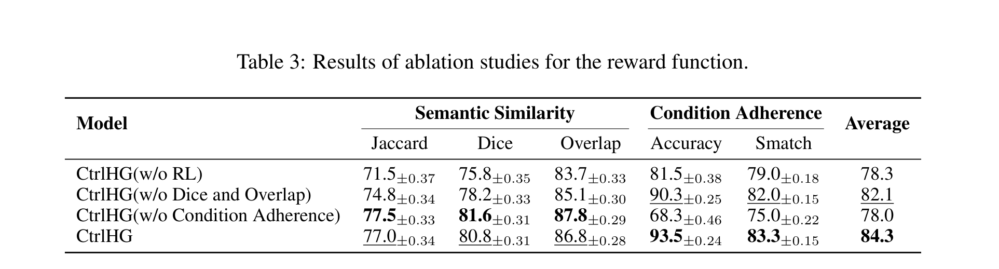 Table 3: Results of ablation studies for the reward function.
Model Semantic Similarity Condition Adherence Average
Jaccard Dice Overlap Accuracy Smatch
CtrlHG(w/o RL) 71.5±0.37 75.8±0.35 83.7±0.33 81.5±0.38 79.0±0.18 78.3
CtrlHG(w/o Dice and Overlap) 74.8±0.34 78.2±0.33 85.1±0.30 90.3±0.25 82.0±0.15 82.1
CtrlHG(w/o Condition Adherence) 77.5±0.33 81.6±0.31 87.8±0.29 68.3±0.46 75.0±0.22 78.0
CtrlHG 77.0±0.34 80.8±0.31 86.8±0.28 93.5±0.24 83.3±0.15 84.3